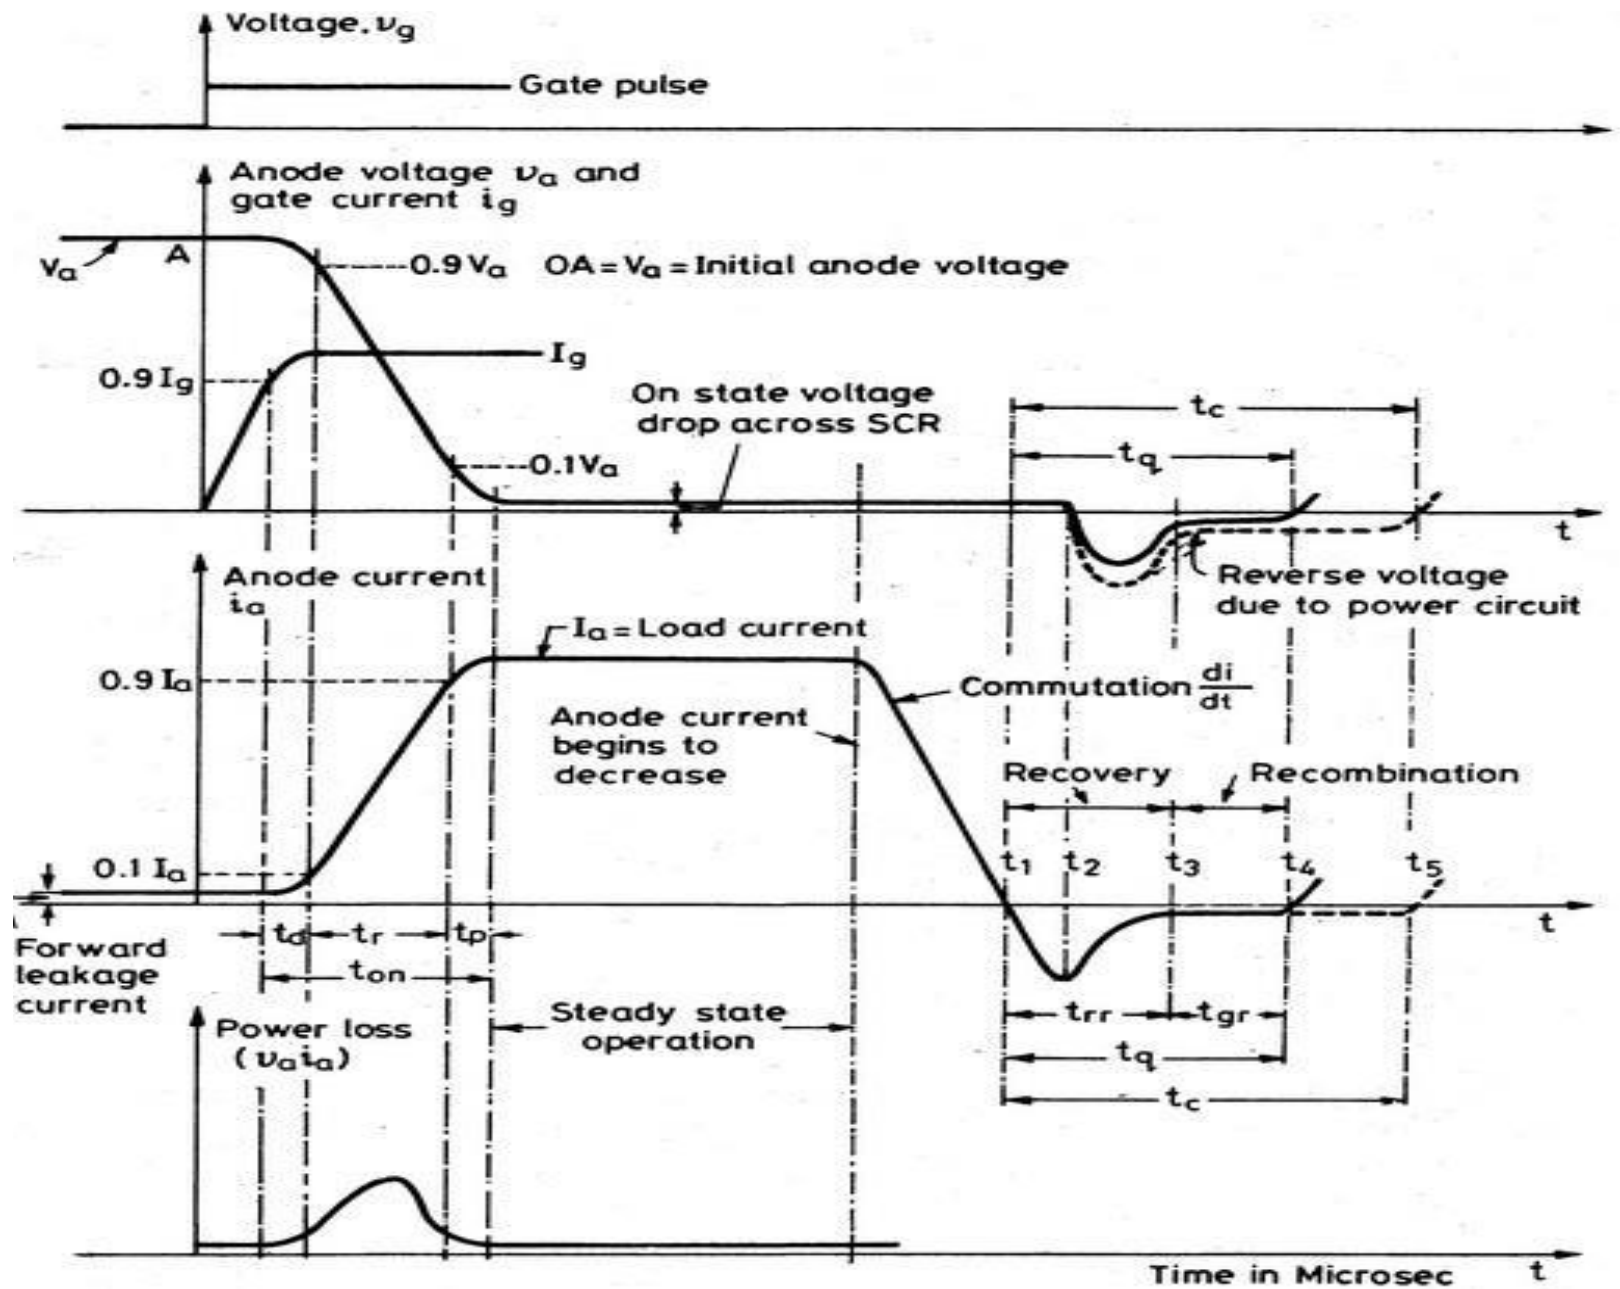 Voltage, vg
Gate pulse
Anode voltage va and
gate current ig
Va
A
0.9 Va
OA = Va = Initial anode voltage
0.9 Ig
Ig
On state voltage
drop across SCR
0.1 Va
tc
tq
t
Anode current
ia
Reverse voltage
due to power circuit
Ia = Load current
0.9 Ia
Commutation di/dt
Anode current
begins to
decrease
Recovery
Recombination
0.1 Ia
t1
t2
t3
t4
t5
td
tr
tp
t
Forward
leakage
current
ton
trr
tgr
Steady state
operation
Power loss
(vaia)
tq
tc
Time in Microsec
t